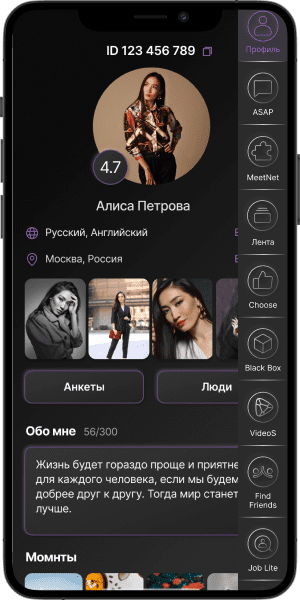 ID 123 456 789
4.7
Алиса Петрова
Русский, Английский
Москва, Россия
Анкеты
Люди
Обо мне 56/300
Жизнь будет гораздо проще и приятне
для каждого человека, если мы будем
добрее друг к другу. Тогда мир станет
лучше.
Момнты
Профиль
ASAP
MeetNet
Лента
Choose
Black Box
VideoS
Find
Friends
Job Lite